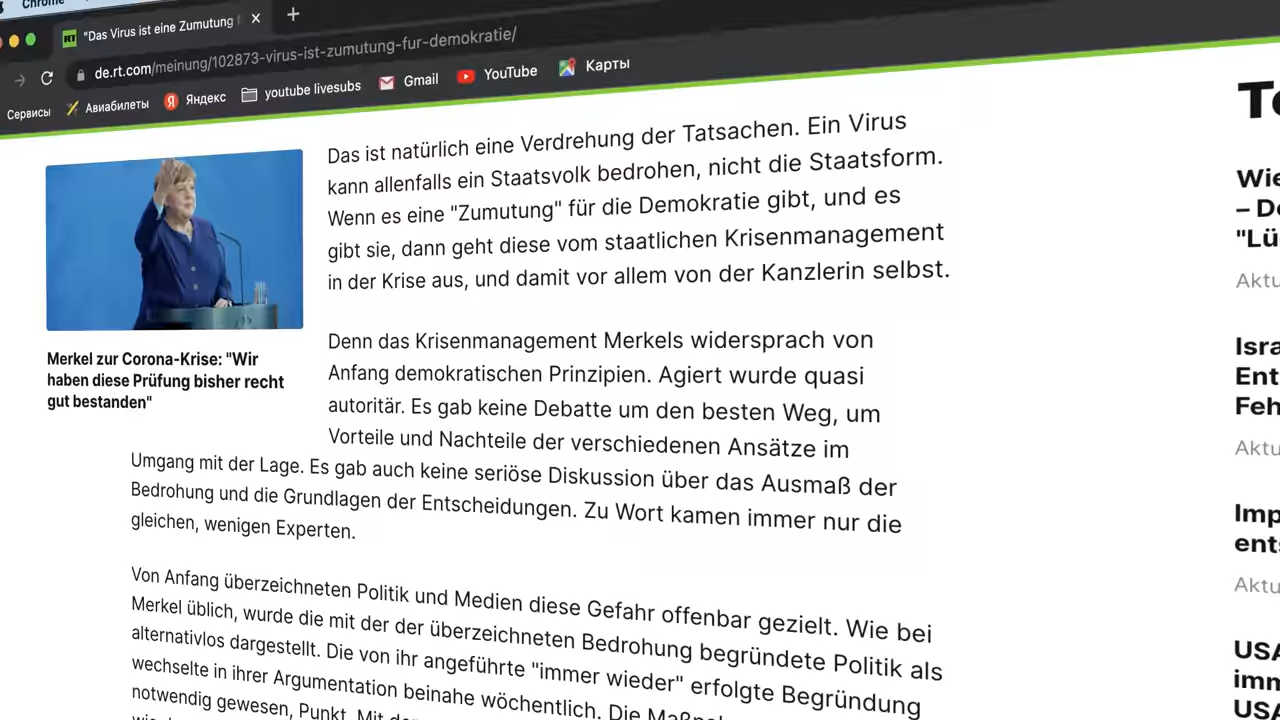 Chrome
"Das Virus ist eine Zumutung
de.rt.com/meinung/102873-virus-ist-zumutung-fur-demokratie/
Сервисы
Авиабилеты
Яндекс
youtube livesubs
Gmail
YouTube
Карты
Das ist natürlich eine Verdrehung der Tatsachen. Ein Virus
kann allenfalls ein Staatsvolk bedrohen, nicht die Staatsform.
Wenn es eine "Zumutung" für die Demokratie gibt, und es
gibt sie, dann geht diese vom staatlichen Krisenmanagement
in der Krise aus, und damit vor allem von der Kanzlerin selbst.
Merkel zur Corona-Krise: "Wir
haben diese Prüfung bisher recht
gut bestanden"
Denn das Krisenmanagement Merkels widersprach von
Anfang demokratischen Prinzipien. Agiert wurde quasi
autoritär. Es gab keine Debatte um den besten Weg, um
Vorteile und Nachteile der verschiedenen Ansätze im
Umgang mit der Lage. Es gab auch keine seriöse Diskussion über das Ausmaß der
Bedrohung und die Grundlagen der Entscheidungen. Zu Wort kamen immer nur die
gleichen, wenigen Experten.
Von Anfang überzeichneten Politik und Medien diese Gefahr offenbar gezielt. Wie bei
Merkel üblich, wurde die mit der der überzeichneten Bedrohung begründete Politik als
alternativlos dargestellt. Die von ihr angeführte "immer wieder" erfolgte Begründung
wechselte in ihrer Argumentation beinahe wöchentlich. Die
notwendig gewesen, Punkt. Mit
Wie
– D
"Lü
Aktu
Isra
Ent
Feh
Aktu
Imp
ents
Aktu
USA
imm
USA